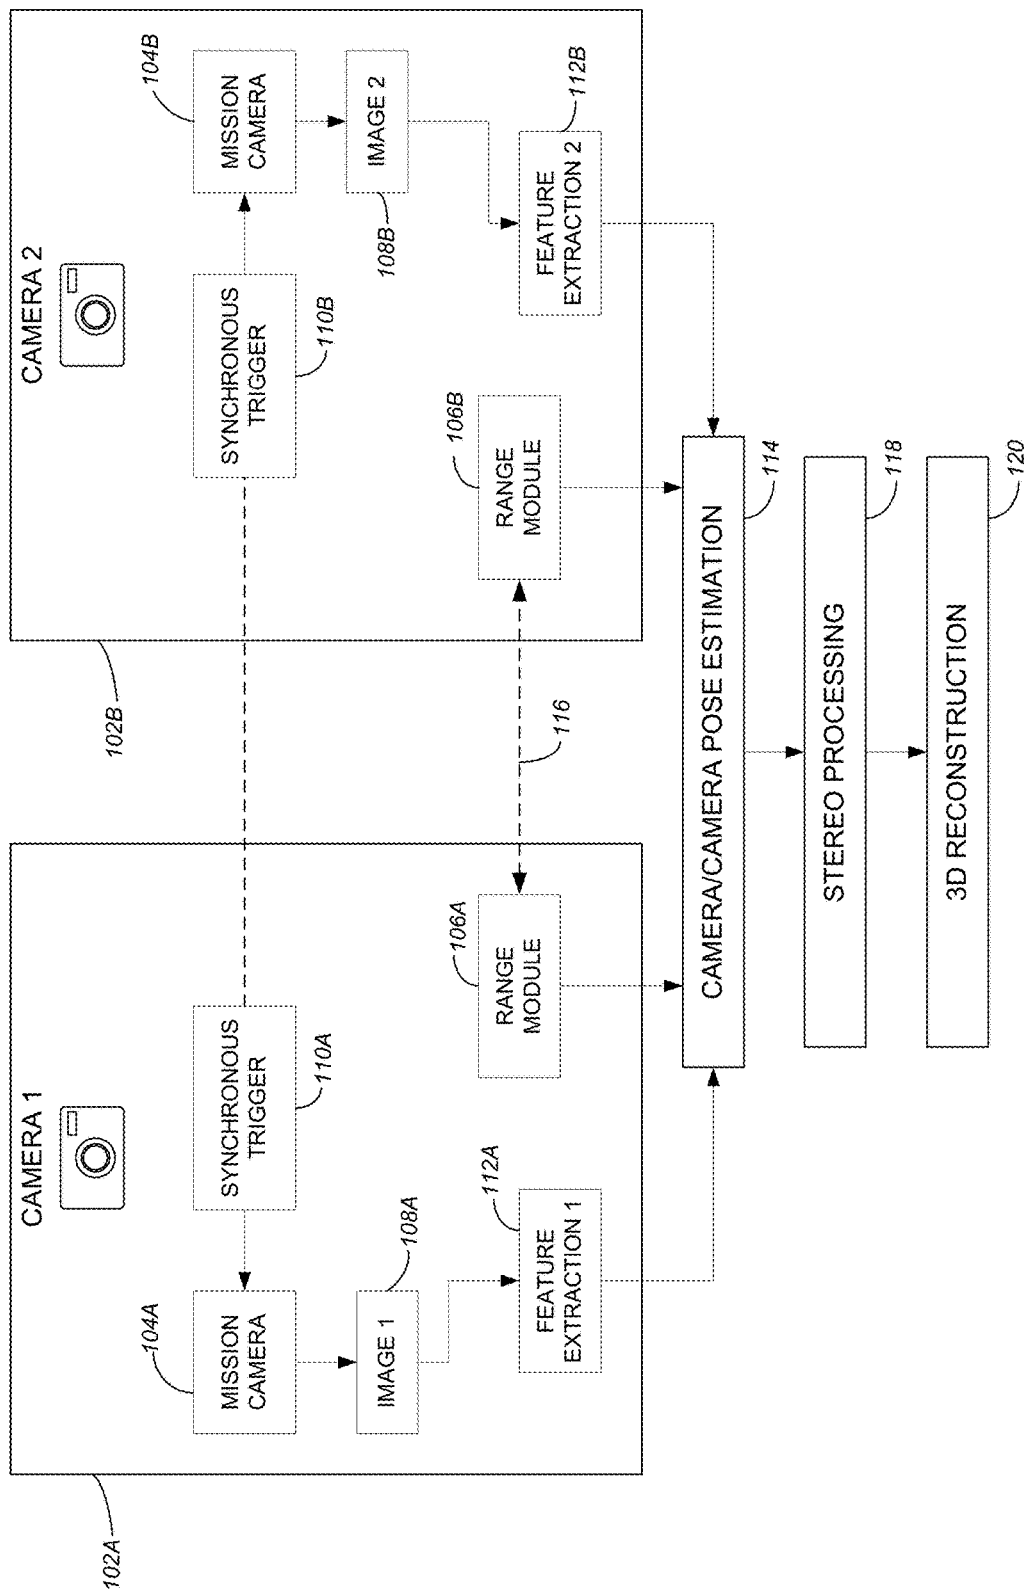 CAMERA 1
102A
SYNCHRONOUS
TRIGGER
110A
104A
MISSION
CAMERA
IMAGE 1
108A
112A
FEATURE
EXTRACTION 1
106A
RANGE
MODULE
116
CAMERA 2
102B
SYNCHRONOUS
TRIGGER
110B
104B
MISSION
CAMERA
IMAGE 2
108B
FEATURE
EXTRACTION 2
112B
106B
RANGE
MODULE
CAMERA/CAMERA POSE ESTIMATION
114
STEREO PROCESSING
118
3D RECONSTRUCTION
120